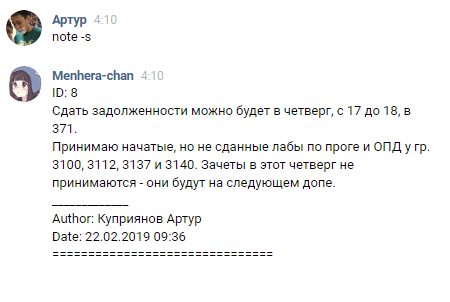 Артур 4:10
note -s
Menhera-chan 4:10
ID: 8
Сдать задолженности можно будет в четверг, с 17 до 18, в
371.
Принимаю начатые, но не сданные лабы по проге и ОПД у гр.
3100, 3112, 3137 и 3140. Зачеты в этот четверг не
принимаются - они будут на следующем допе.
_____________
Author: Куприянов Артур
Date: 22.02.2019 09:36
===============================